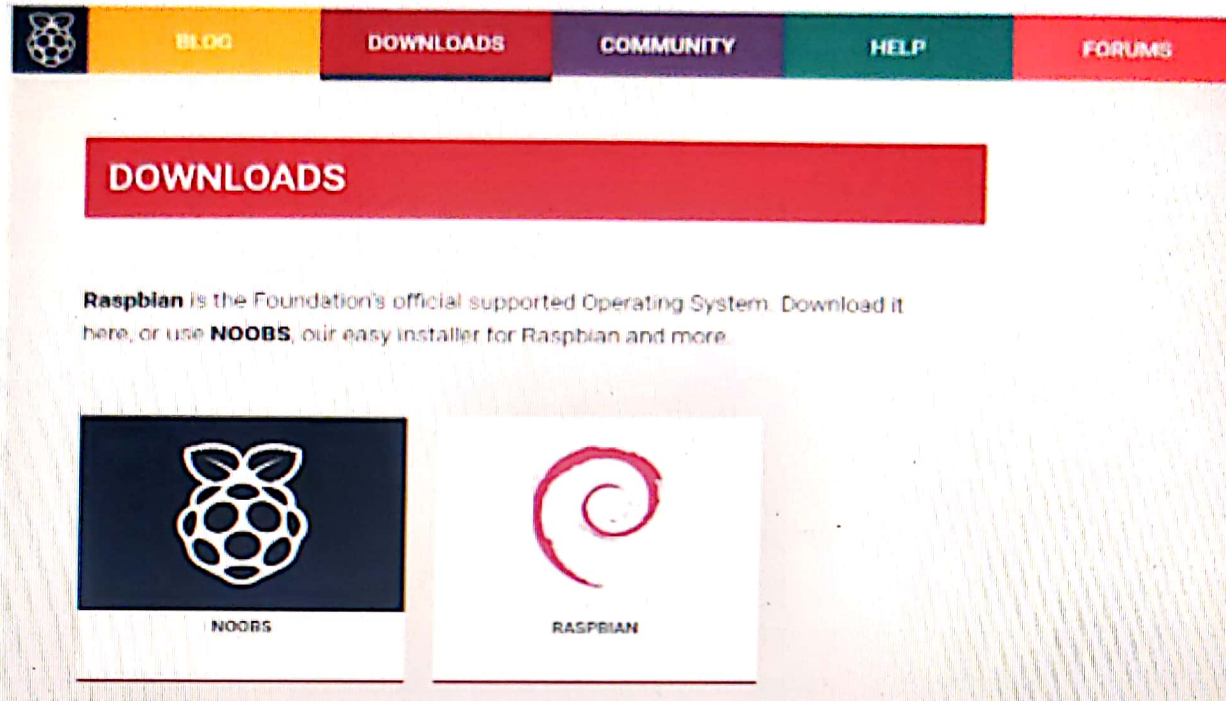 BLOG
DOWNLOADS
COMMUNITY
HELP
FORUMS
DOWNLOADS
Raspbian is the Foundation's official supported Operating System. Download it
here, or use NOOBS, our easy installer for Raspbian and more.
NOOBS
RASPBIAN